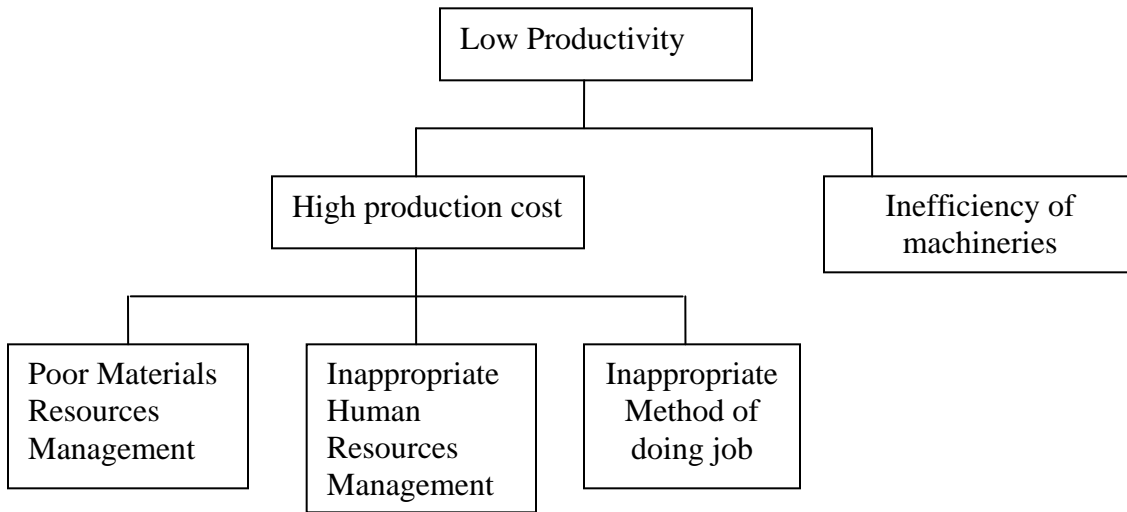 Low Productivity
High production cost
Inefficiency of
machineries
Poor Materials
Resources
Management
Inappropriate
Human
Resources
Management
Inappropriate
Method of
doing job